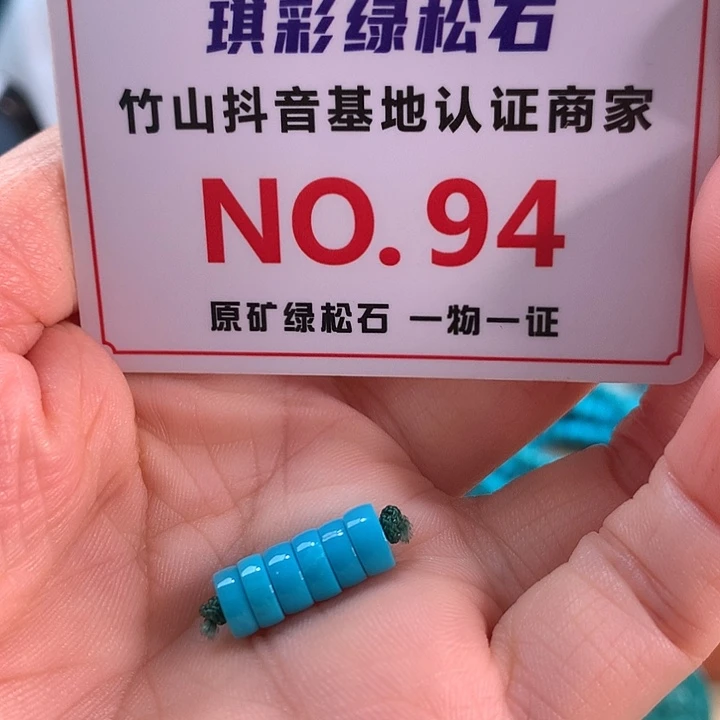 琪彩绿松石
竹山抖音基地认证商家
NO.94
原矿绿松石 一物一证